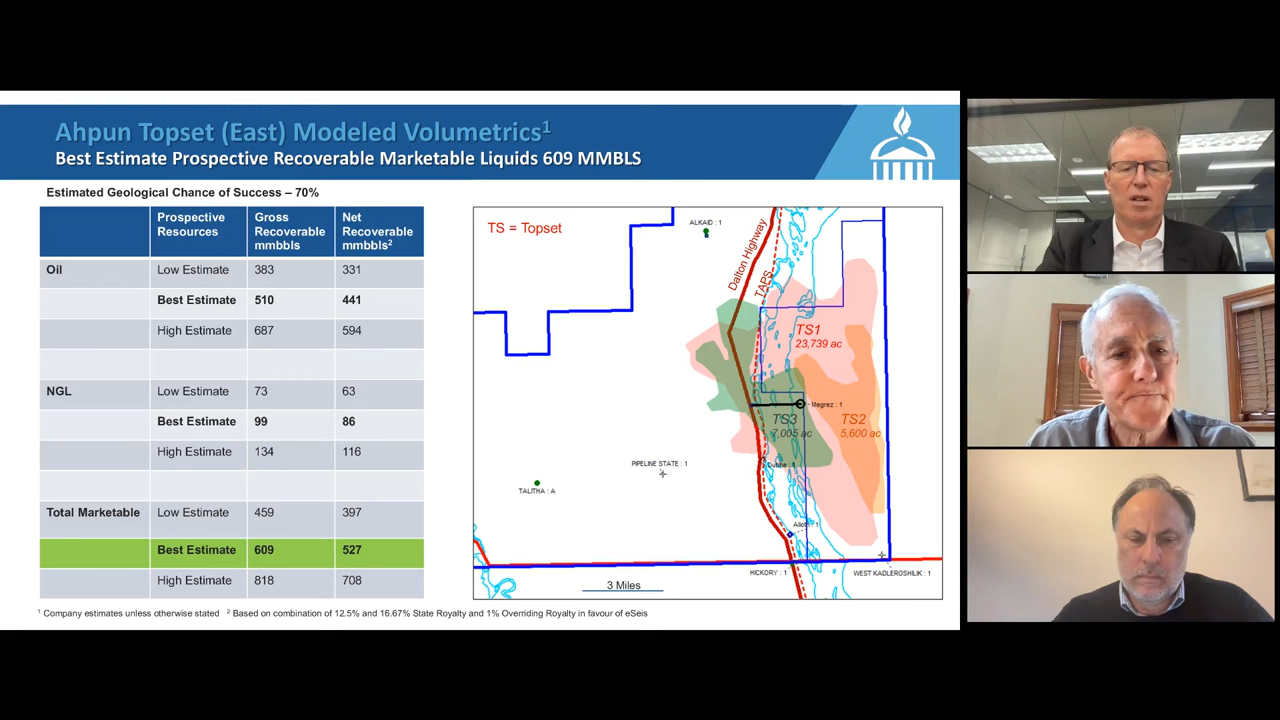 Ahpun Topset (East) Modeled Volumetrics1
Best Estimate Prospective Recoverable Marketable Liquids 609 MMBLS
Estimated Geological Chance of Success – 70%
Prospective Resources Gross Recoverable mmbbls Net Recoverable mmbbls2
Oil Low Estimate 383 331
Best Estimate 510 441
High Estimate 687 594
NGL Low Estimate 73 63
Best Estimate 99 86
High Estimate 134 116
Total Marketable Low Estimate 459 397
Best Estimate 609 527
High Estimate 818 708
1 Company estimates unless otherwise stated 2 Based on combination of 12.5% and 16.67% State Royalty and 1% Overriding Royalty in favour of eSeis
TS = Topset
ALKAID : 1
Dalton Highway
TAPS
TS1
23,739 ac
Megrez : 1
TS3
7,005 ac
TS2
5,600 ac
PIPELINE STATE : 1
TALITHA : A
HICKORY : 1
WEST KADLEROSHILIK : 1
3 Miles